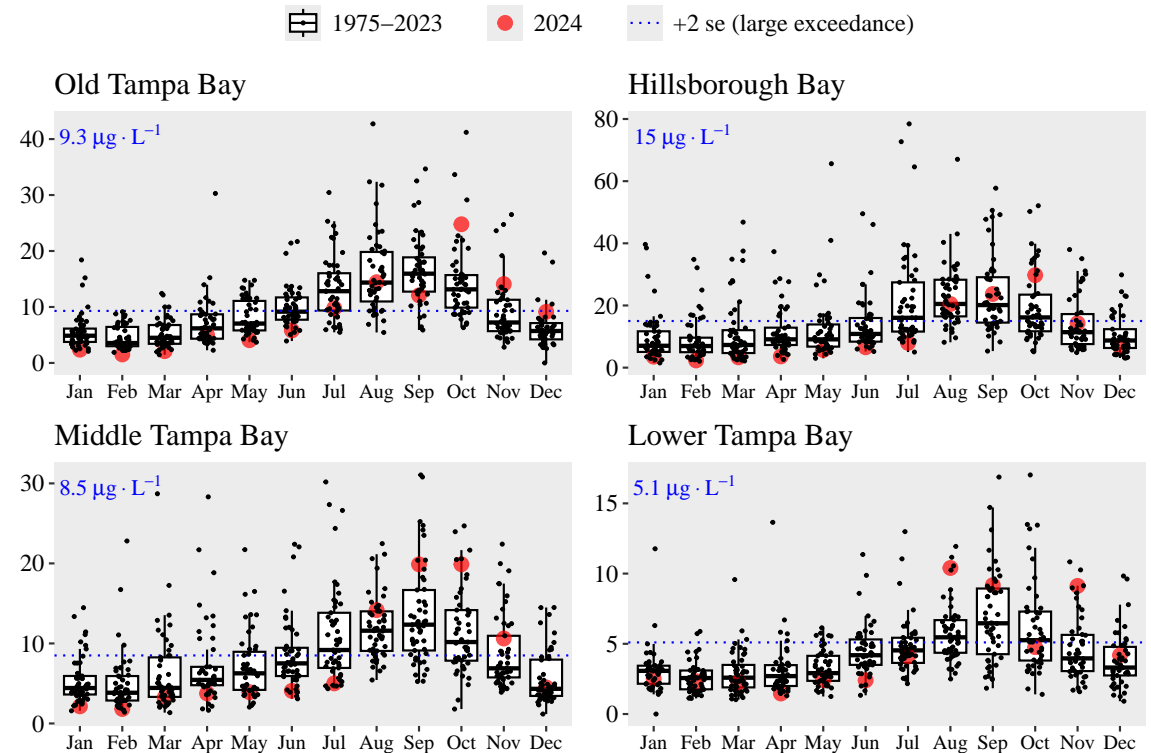 1975−2023 2024 +2 se (large exceedance)
Old Tampa Bay
9.3 μg · L⁻¹
40
30
20
10
0
Jan Feb Mar Apr May Jun Jul Aug Sep Oct Nov Dec
Hillsborough Bay
15 μg · L⁻¹
80
60
40
20
0
Jan Feb Mar Apr May Jun Jul Aug Sep Oct Nov Dec
Middle Tampa Bay
8.5 μg · L⁻¹
30
20
10
0
Jan Feb Mar Apr May Jun Jul Aug Sep Oct Nov Dec
Lower Tampa Bay
5.1 μg · L⁻¹
15
10
5
0
Jan Feb Mar Apr May Jun Jul Aug Sep Oct Nov Dec